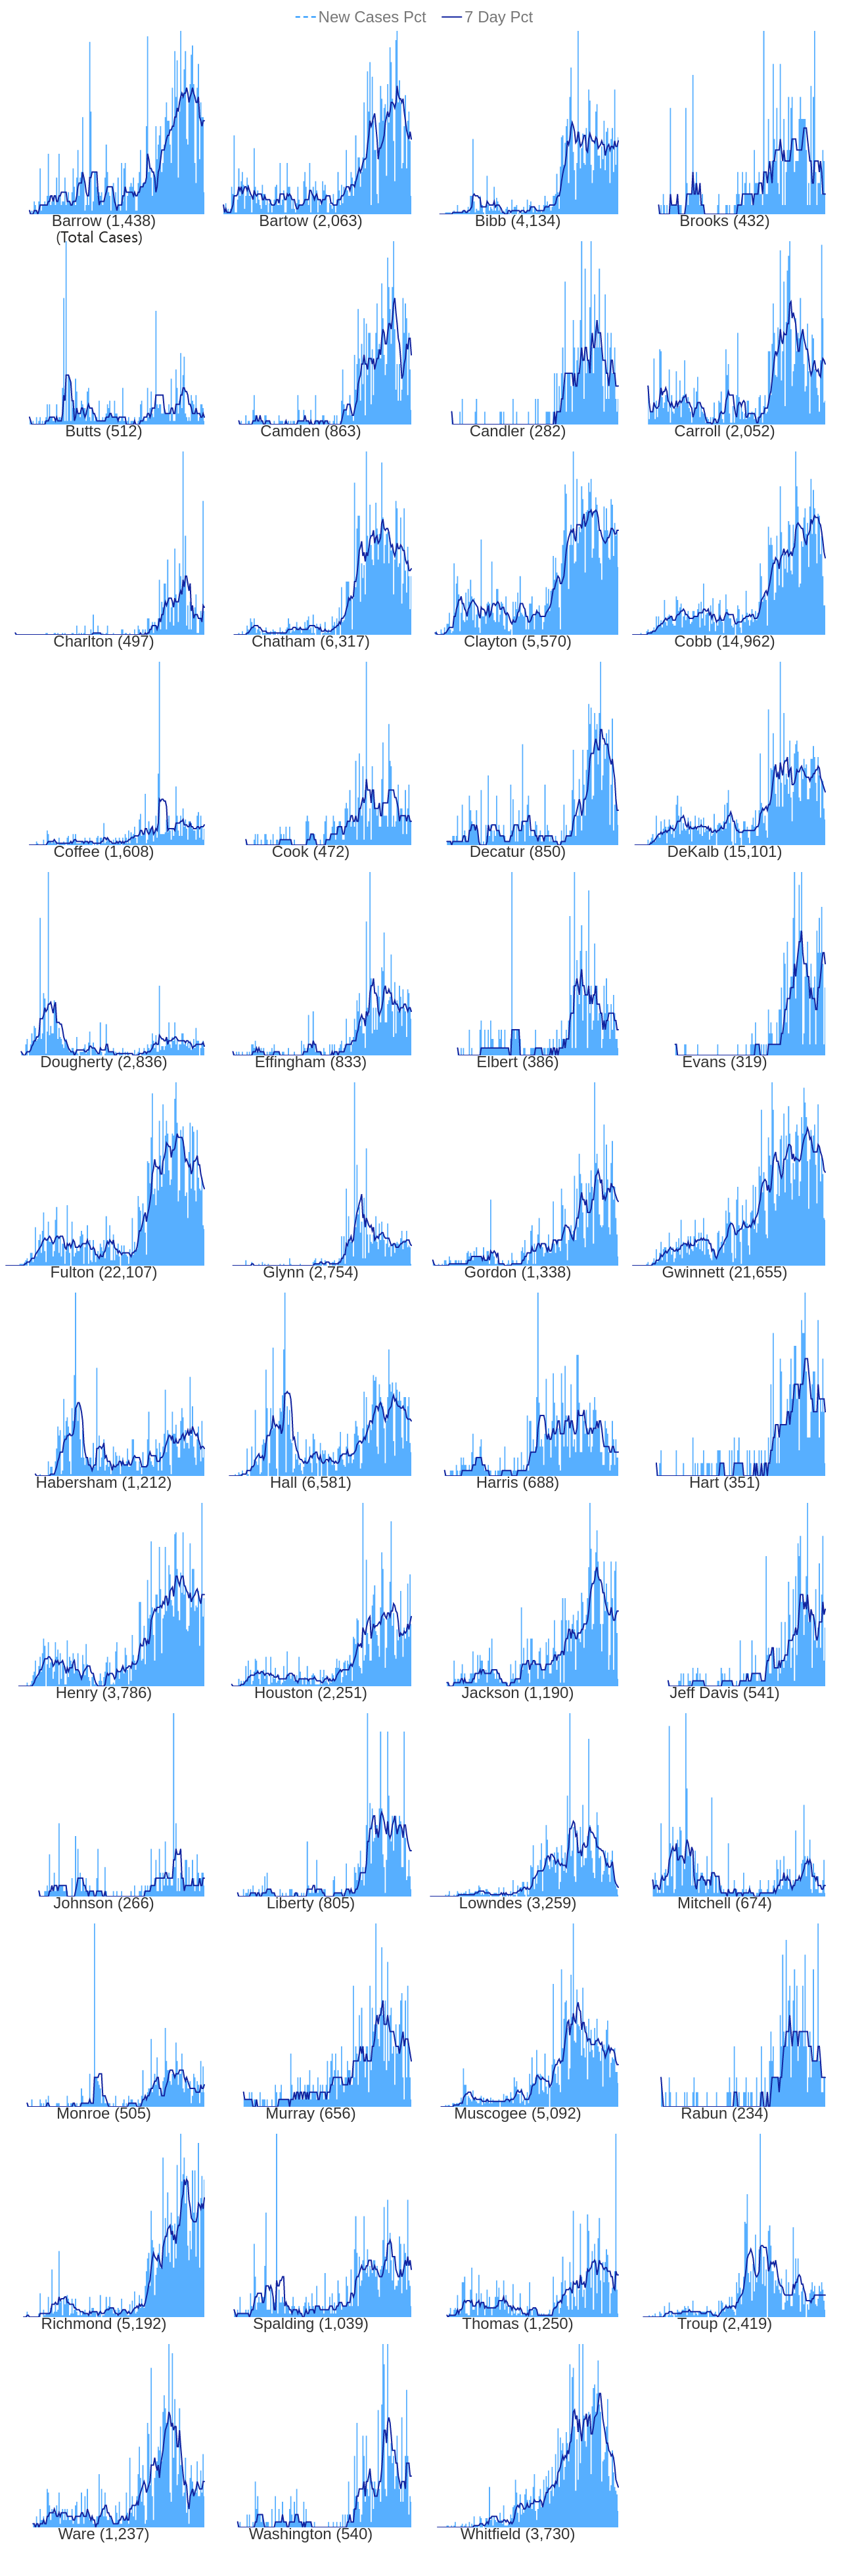 New Cases Pct 7 Day Pct
Barrow (1,438) Bartow (2,063) Bibb (4,134) Brooks (432)
(Total Cases)
Butts (512) Camden (863) Candler (282) Carroll (2,052)
Charlton (497) Chatham (6,317) Clayton (5,570) Cobb (14,962)
Coffee (1,608) Cook (472) Decatur (850) DeKalb (15,101)
Dougherty (2,836) Effingham (833) Elbert (386) Evans (319)
Fulton (22,107) Glynn (2,754) Gordon (1,338) Gwinnett (21,655)
Habersham (1,212) Hall (6,581) Harris (688) Hart (351)
Henry (3,786) Houston (2,251) Jackson (1,190) Jeff Davis (541)
Johnson (266) Liberty (805) Lowndes (3,259) Mitchell (674)
Monroe (505) Murray (656) Muscogee (5,092) Rabun (234)
Richmond (5,192) Spalding (1,039) Thomas (1,250) Troup (2,419)
Ware (1,237) Washington (540) Whitfield (3,730)